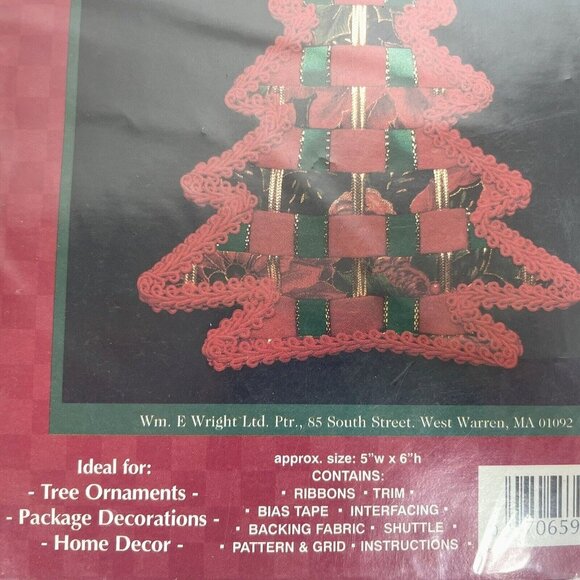 Wm. E Wright Ltd. Ptr., 85 South Street. West Warren, MA 01092
Ideal for:
- Tree Ornaments -
- Package Decorations -
- Home Decor -
approx. size: 5"w x 6"h
CONTAINS:
• RIBBONS • TRIM •
• BIAS TAPE • INTERFACING •
• BACKING FABRIC • SHUTTLE •
• PATTERN & GRID • INSTRUCTIONS •
70659